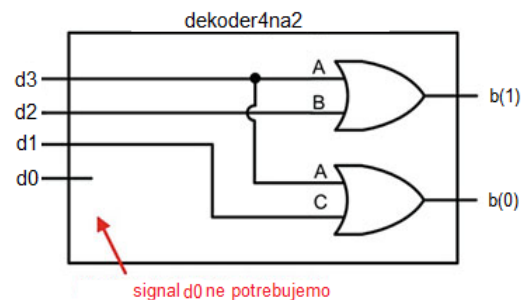 dekoder4na2
d3
A
d2
B
b(1)
d1
d0
A
C
b(0)
signal d0 ne potrebujemo